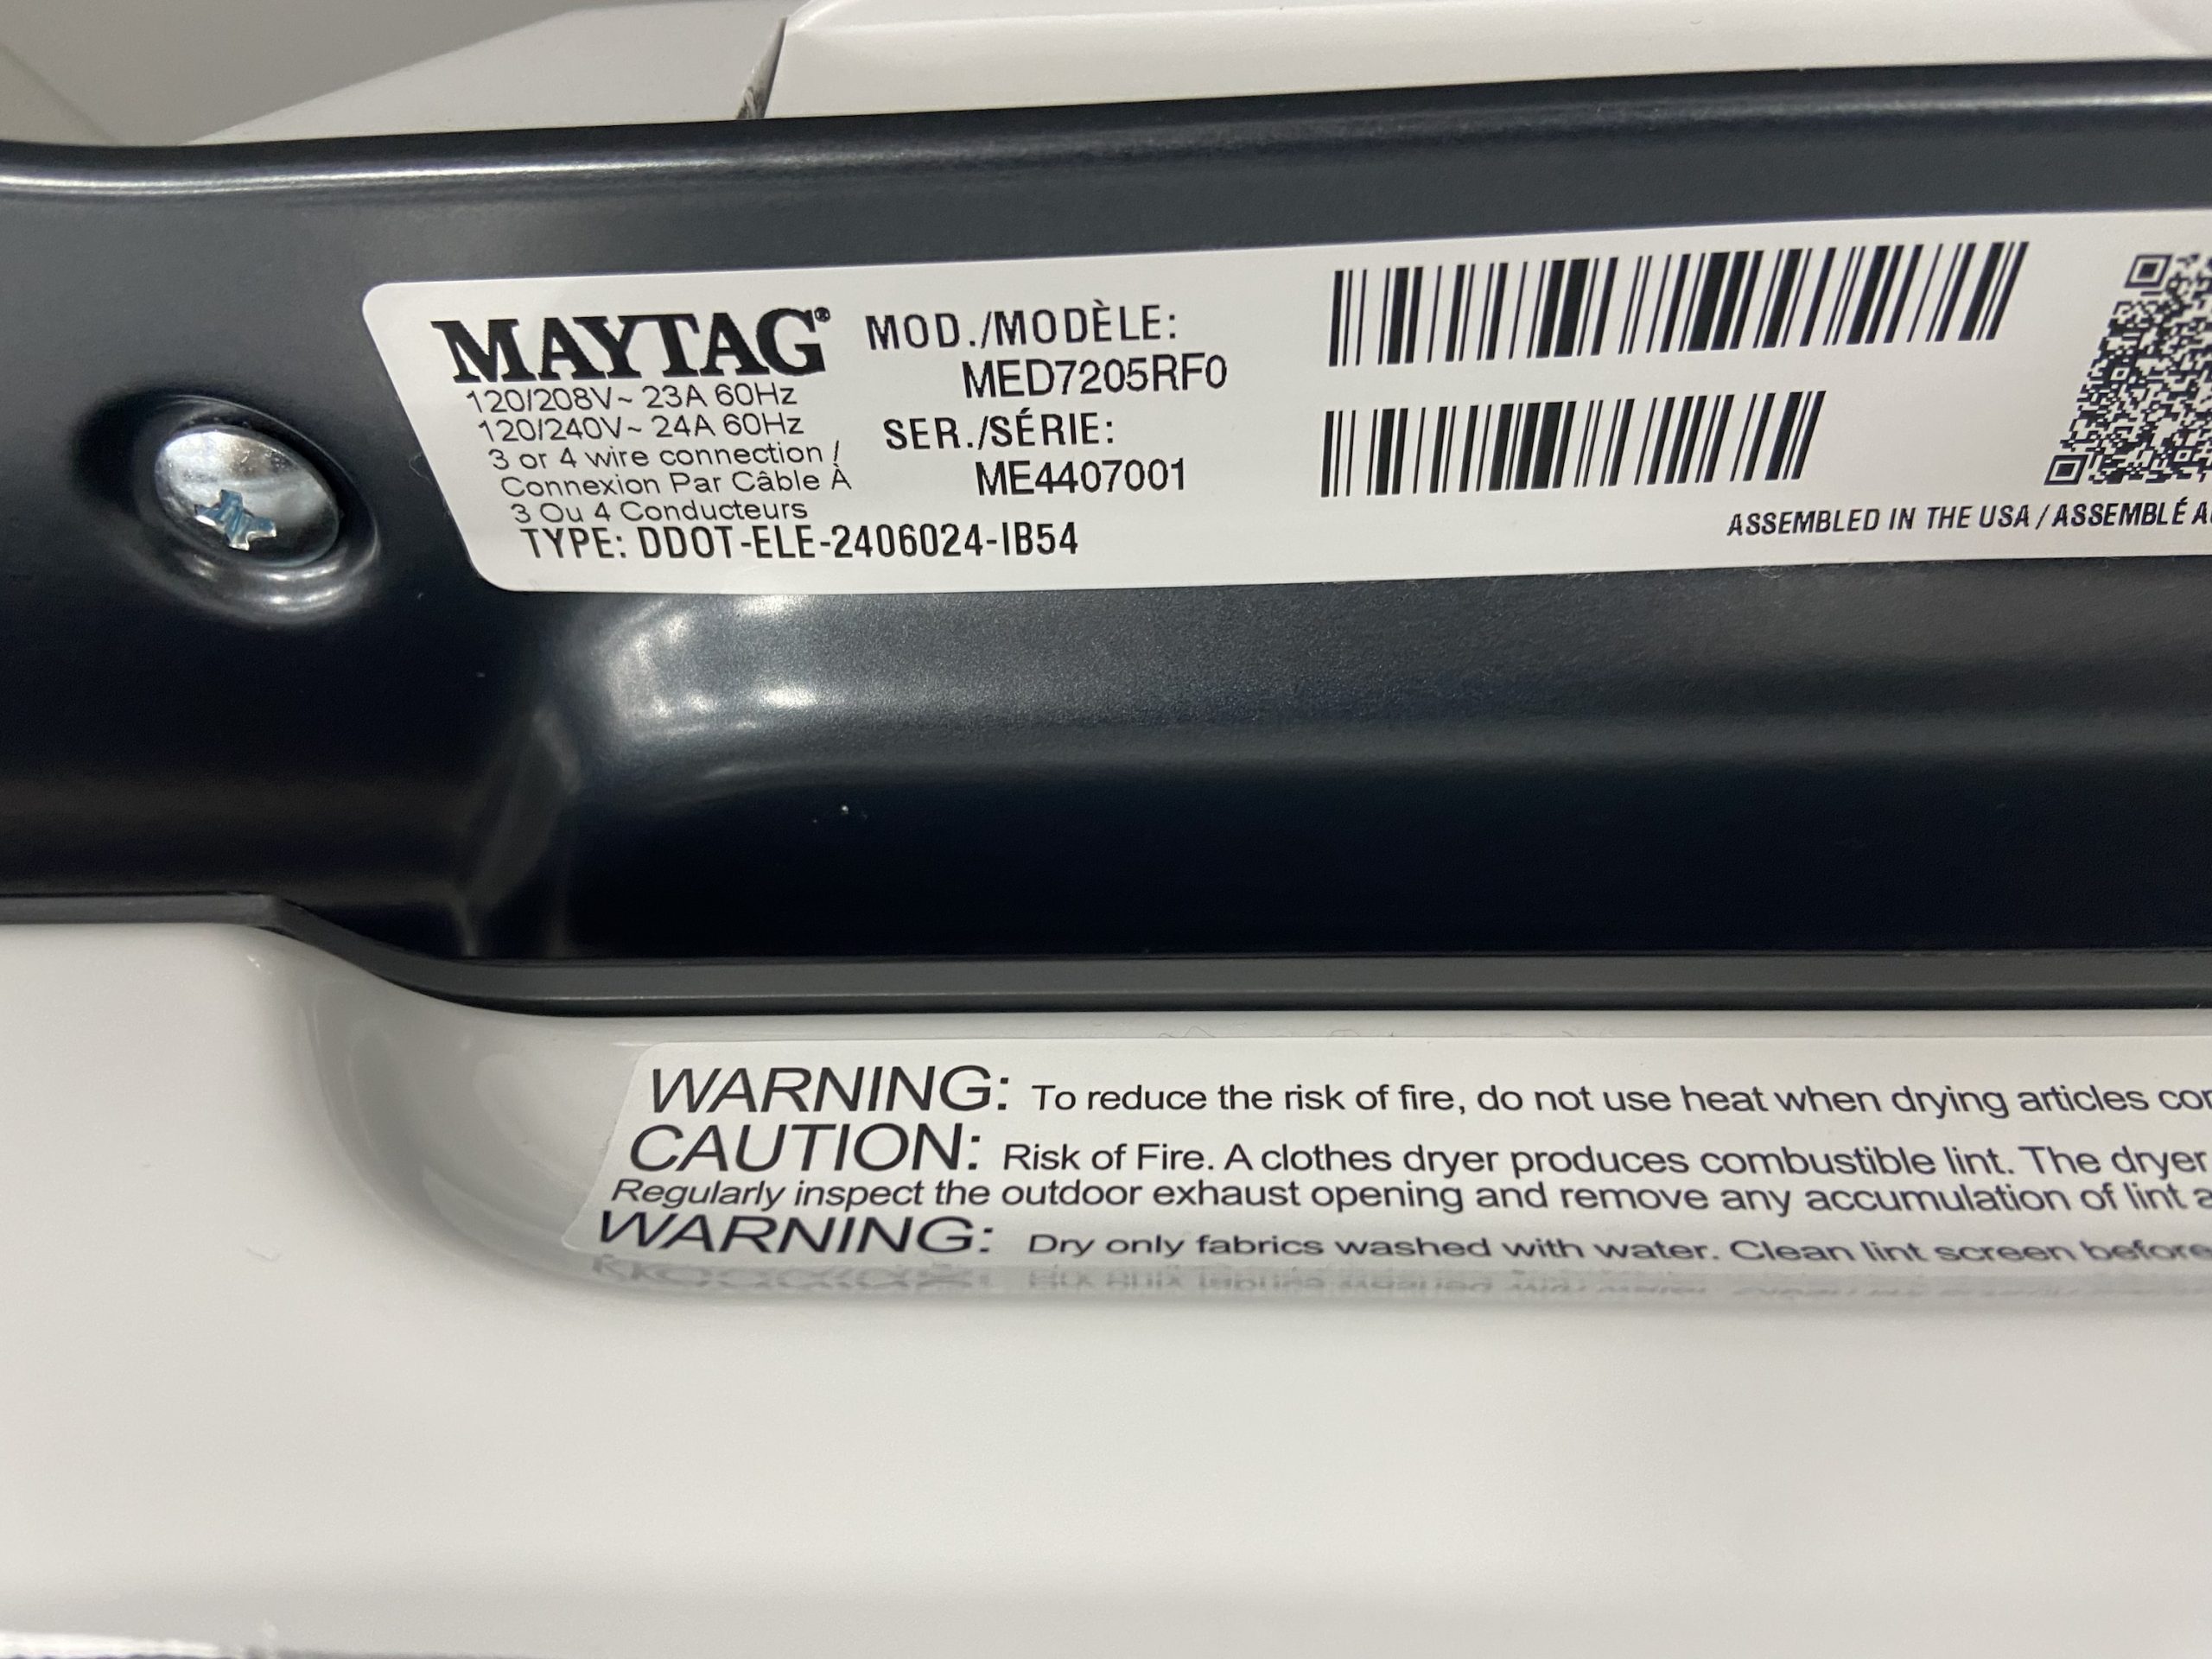 MAYTAG®
120/208V~ 23A 60Hz
120/240V~ 24A 60Hz
3 or 4 wire connection /
Connexion Par Câble À
3 Ou 4 Conducteurs
TYPE: DDOT-ELE-2406024-IB54
MOD./MODÈLE:
MED7205RF0
SER./SÉRIE:
ME4407001
ASSEMBLED IN THE USA / ASSEMBLÉ
WARNING: To reduce the risk of fire, do not use heat when drying articles
CAUTION: Risk of Fire. A clothes dryer produces combustible lint. The dryer
Regularly inspect the outdoor exhaust opening and remove any accumulation of lint
WARNING: Dry only fabrics washed with water. Clean lint screen before